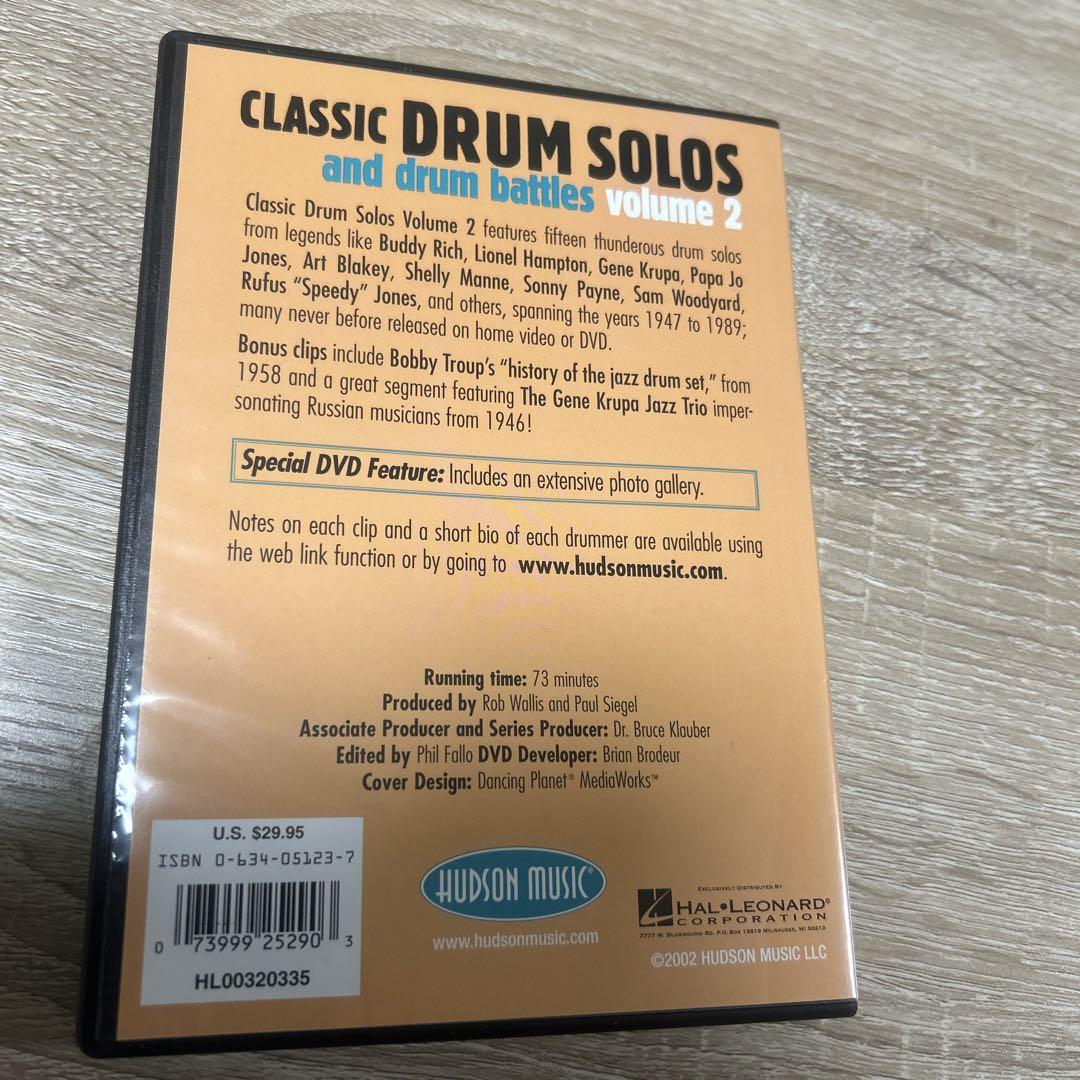 CLASSIC DRUM SOLOS
and drum battles volume 2
Classic Drum Solos Volume 2 features fifteen thunderous drum solos
from legends like Buddy Rich, Lionel Hampton, Gene Krupa, Papa Jo
Jones, Art Blakey, Shelly Manne, Sonny Payne, Sam Woodyard,
Rufus "Speedy" Jones, and others, spanning the years 1947 to 1989;
many never before released on home video or DVD.
Bonus clips include Bobby Troup's "history of the jazz drum set," from
1958 and a great segment featuring The Gene Krupa Jazz Trio imper-
sonating Russian musicians from 1946!
Special DVD Feature: Includes an extensive photo gallery.
Notes on each clip and a short bio of each drummer are available using
the web link function or by going to www.hudsonmusic.com.
Running time: 73 minutes
Produced by Rob Wallis and Paul Siegel
Associate Producer and Series Producer: Dr. Bruce Klauber
Edited by Phil Fallo DVD Developer: Brian Brodeur
Cover Design: Dancing Planet® MediaWorks™
U.S. $29.95
ISBN 0-634-05123-7
0 73999 25290 3
HL00320335
HUDSON MUSIC®
www.hudsonmusic.com
EXCLUSIVELY DISTRIBUTED BY
HAL•LEONARD®
CORPORATION
7777 W. BLUEMOUND RD. P.O. BOX 13819 MILWAUKEE, WI 53213
©2002 HUDSON MUSIC LLC